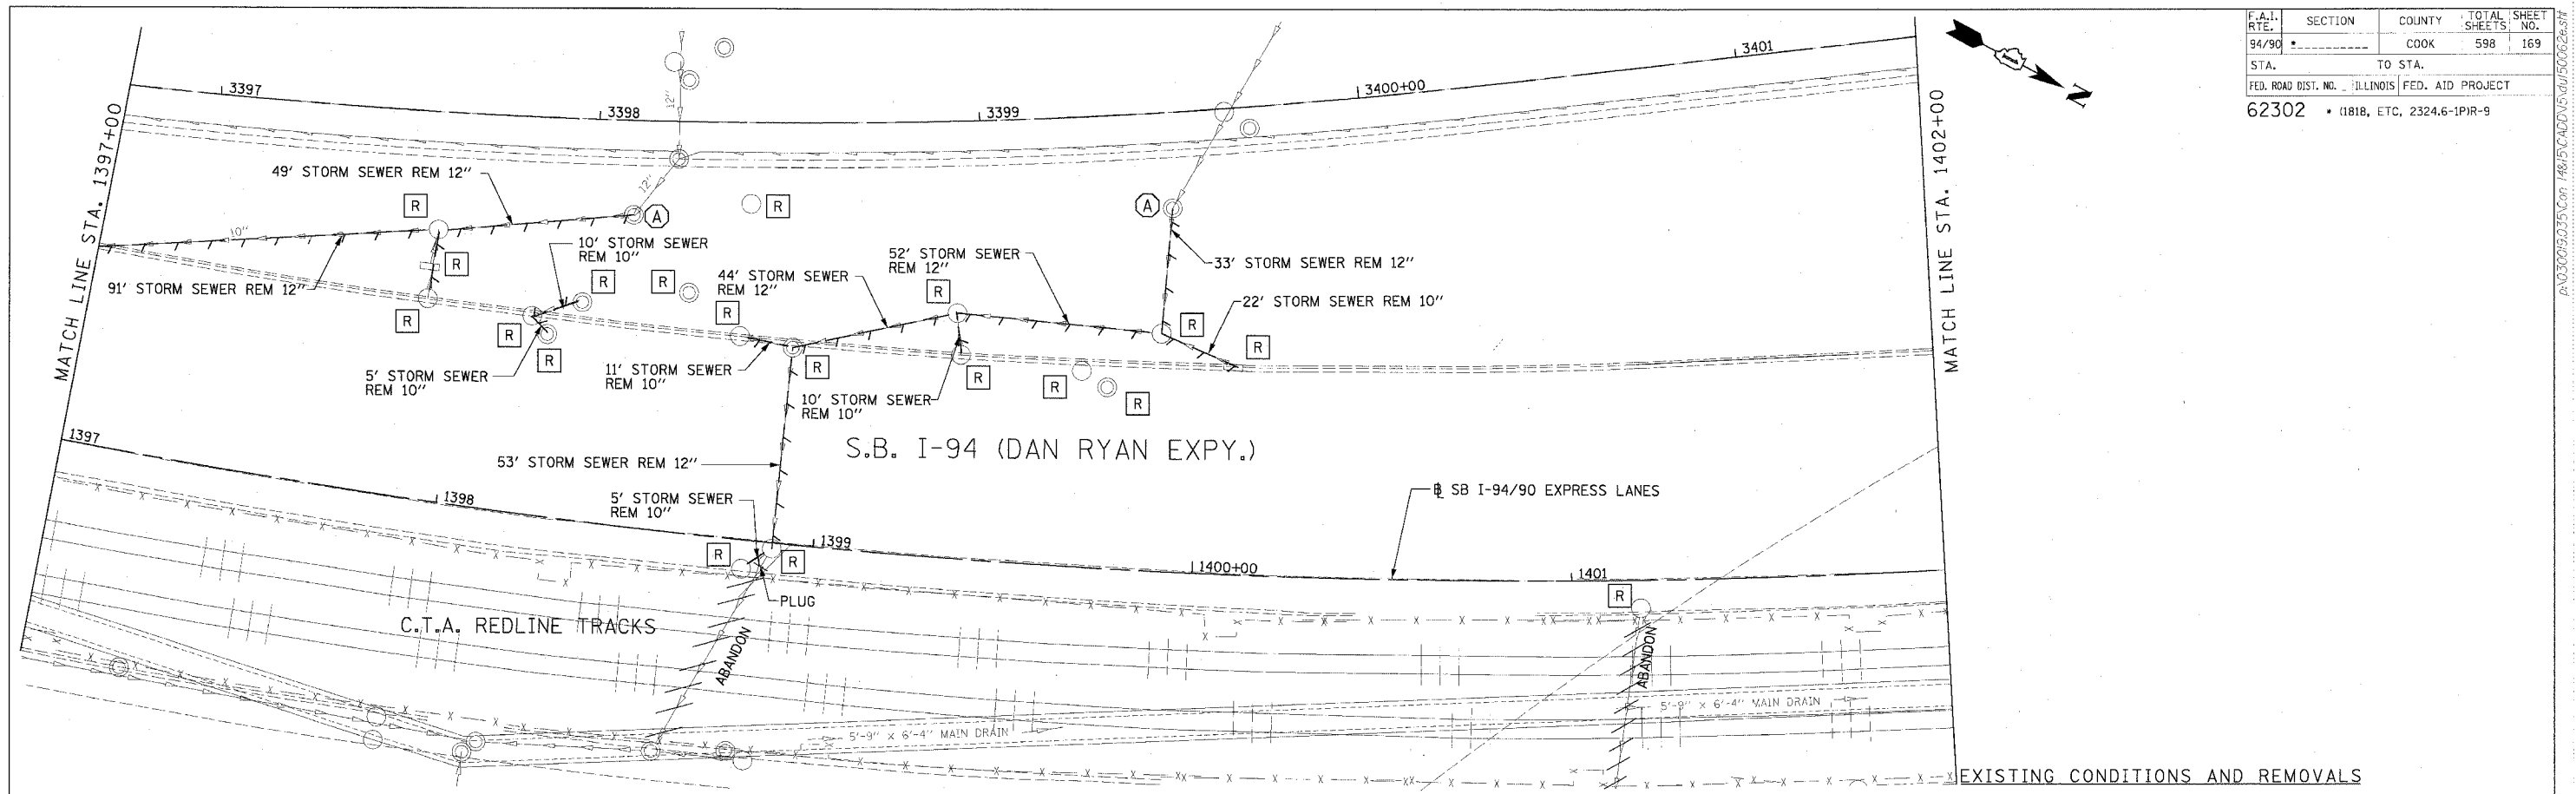 F.A.I. RTE. SECTION COUNTY TOTAL SHEETS SHEET NO.
94/90 * COOK 598 169
STA. TO STA.
FED. ROAD DIST. NO. _ ILLINOIS FED. AID PROJECT
62302 * (1818, ETC, 2324.6-1P)R-9
N
3397
3398
3399
3400+00
3401
MATCH LINE STA. 1397+00
MATCH LINE STA. 1402+00
12"
12"
10"
49' STORM SEWER REM 12"
R
A
R
A
R
10' STORM SEWER
REM 10"
91' STORM SEWER REM 12"
R
R
R
R
R
44' STORM SEWER
REM 12"
52' STORM SEWER
REM 12"
R
33' STORM SEWER REM 12"
22' STORM SEWER REM 10"
R
R
R
5' STORM SEWER
REM 10"
11' STORM SEWER
REM 10"
R
R
10' STORM SEWER
REM 10"
R
R
R
S.B. I-94 (DAN RYAN EXPY.)
1397
1398
1399
1400+00
1401
53' STORM SEWER REM 12"
5' STORM SEWER
REM 10"
R
R
PLUG
SB I-94/90 EXPRESS LANES
R
C.T.A. REDLINE TRACKS
ABANDON
ABANDON
5'-9" x 6'-4" MAIN DRAIN
5'-9" x 6'-4" MAIN DRAIN
EXISTING CONDITIONS AND REMOVALS